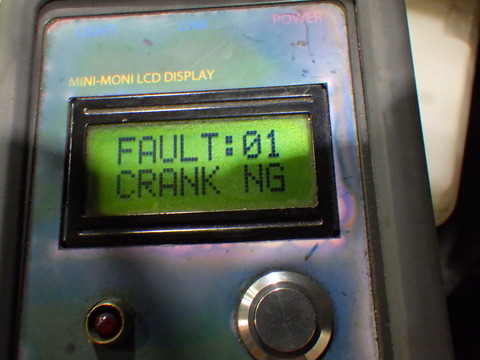 POWER
MINI-MONI LCD DISPLAY
FAULT:01
CRANK NG